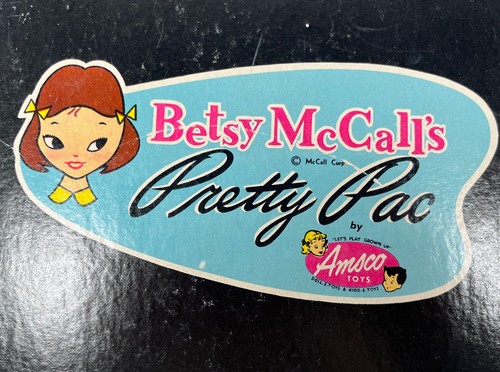 Betsy McCall's
© McCall Corp
Pretty Pac
by
"LET'S PLAY GROWN UP"
Amsco
TOYS
DOLL-E-TOYS & KIDD-E-TOYS